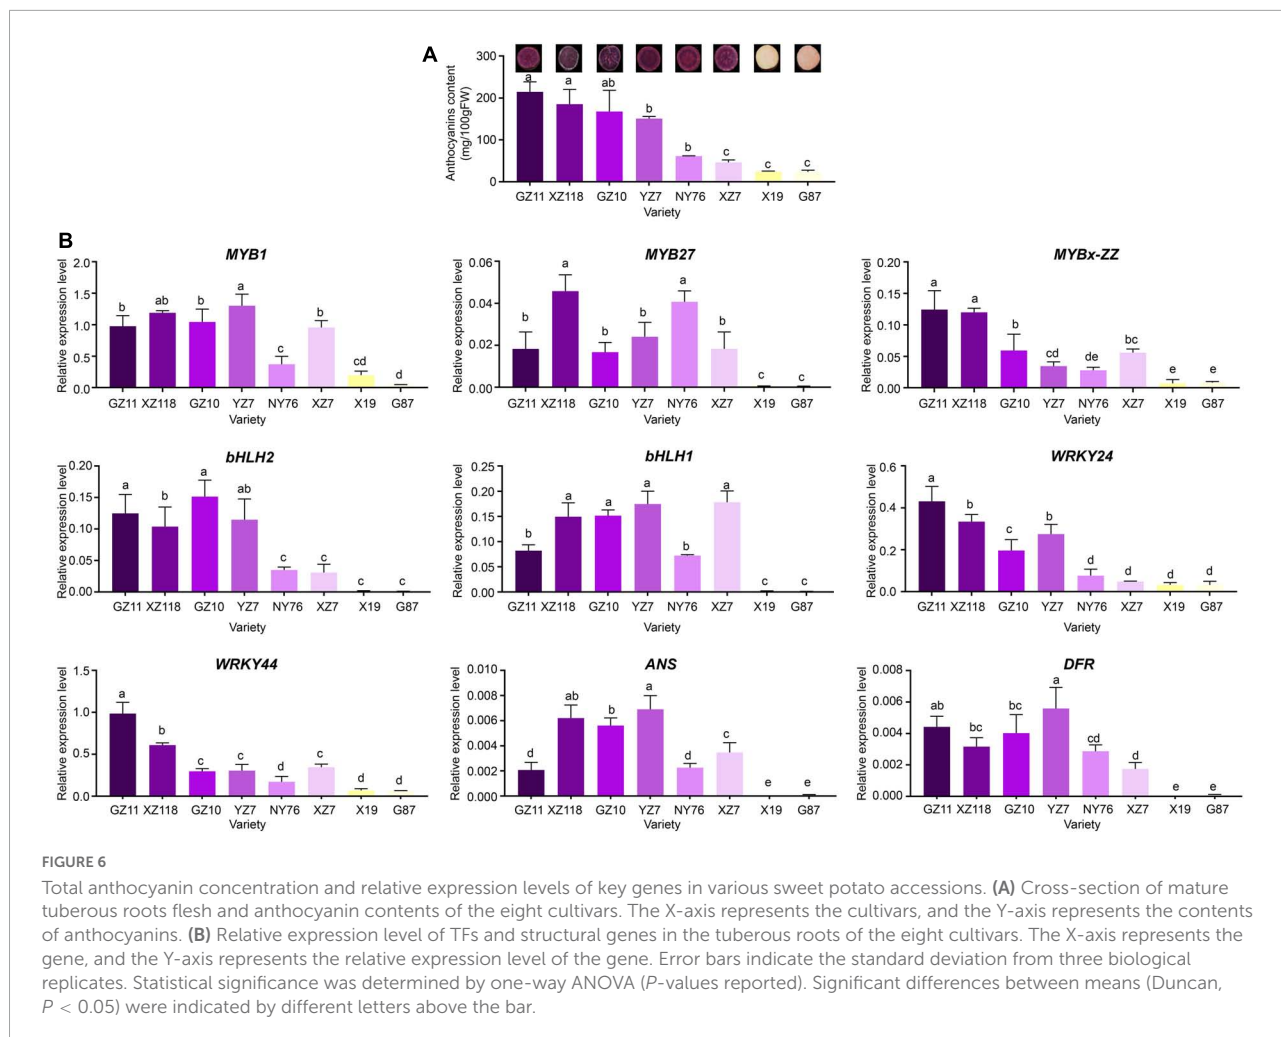 A
Anthocyanins content
(mg/100gFW)
300
200
100
0
a
a
ab
b
b
c
c
c
GZ11 XZ118 GZ10 YZ7 NY76 XZ7 X19 G87
Variety
B
MYB1
Relative expression level
2.0
1.5
1.0
0.5
0.0
b
ab
b
a
c
b
cd
d
GZ11 XZ118 GZ10 YZ7 NY76 XZ7 X19 G87
Variety
MYB27
Relative expression level
0.06
0.04
0.02
0.00
b
a
b
b
a
b
c
c
GZ11 XZ118 GZ10 YZ7 NY76 XZ7 X19 G87
Variety
MYBx-ZZ
Relative expression level
0.20
0.15
0.10
0.05
0.00
a
a
b
cd
de
bc
e
e
GZ11 XZ118 GZ10 YZ7 NY76 XZ7 X19 G87
Variety
bHLH2
Relative expression level
0.20
0.15
0.10
0.05
0.00
a
b
a
ab
c
c
c
c
GZ11 XZ118 GZ10 YZ7 NY76 XZ7 X19 G87
Variety
bHLH1
Relative expression level
0.25
0.20
0.15
0.10
0.05
0.00
b
a
a
a
b
a
c
c
GZ11 XZ118 GZ10 YZ7 NY76 XZ7 X19 G87
Variety
WRKY24
Relative expression level
0.6
0.4
0.2
0.0
a
b
c
b
d
d
d
d
GZ11 XZ118 GZ10 YZ7 NY76 XZ7 X19 G87
Variety
WRKY44
Relative expression level
1.5
1.0
0.5
0.0
a
b
c
c
d
c
d
d
GZ11 XZ118 GZ10 YZ7 NY76 XZ7 X19 G87
Variety
ANS
Relative expression level
0.010
0.008
0.006
0.004
0.002
0.000
d
ab
b
a
d
c
e
e
GZ11 XZ118 GZ10 YZ7 NY76 XZ7 X19 G87
Variety
DFR
Relative expression level
0.008
0.006
0.004
0.002
0.000
ab
bc
bc
a
cd
d
e
e
GZ11 XZ118 GZ10 YZ7 NY76 XZ7 X19 G87
Variety
FIGURE 6
Total anthocyanin concentration and relative expression levels of key genes in various sweet potato accessions. (A) Cross-section of mature
tuberous roots flesh and anthocyanin contents of the eight cultivars. The X-axis represents the cultivars, and the Y-axis represents the contents
of anthocyanins. (B) Relative expression level of TFs and structural genes in the tuberous roots of the eight cultivars. The X-axis represents the
gene, and the Y-axis represents the relative expression level of the gene. Error bars indicate the standard deviation from three biological
replicates. Statistical significance was determined by one-way ANOVA (P-values reported). Significant differences between means (Duncan,
P < 0.05) were indicated by different letters above the bar.